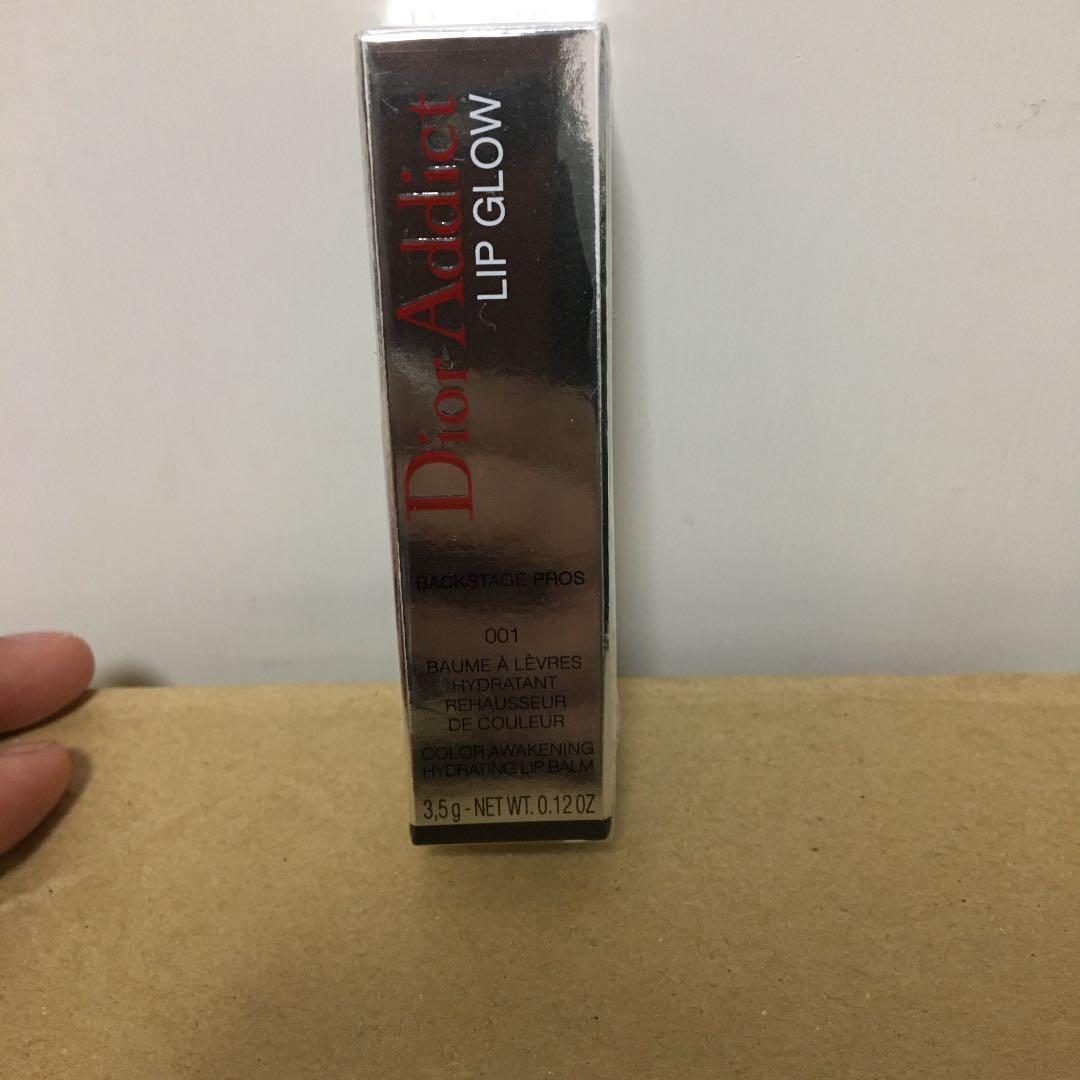 Dior Addict
LIP GLOW
BACKSTAGE PROS
001
BAUME À LÈVRES
HYDRATANT
REHAUSSEUR
DE COULEUR
COLOR AWAKENING
HYDRATING LIP BALM
3,5 g - NET WT. 0.12 OZ